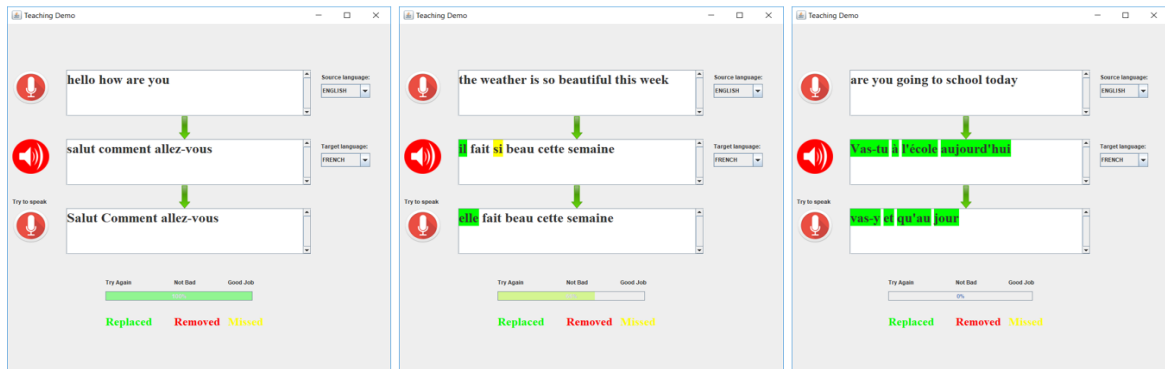 Teaching Demo
hello how are you
Source language:
ENGLISH
salut comment allez-vous
Target language:
FRENCH
Try to speak
Salut Comment allez-vous
Try Again Not Bad Good Job
Replaced Removed Missed
Teaching Demo
the weather is so beautiful this week
Source language:
ENGLISH
il fait si beau cette semaine
Target language:
FRENCH
Try to speak
elle fait beau cette semaine
Try Again Not Bad Good Job
Replaced Removed Missed
Teaching Demo
are you going to school today
Source language:
ENGLISH
Vas-tu à l'école aujourd'hui
Target language:
FRENCH
Try to speak
vas-y et qu'au jour
Try Again Not Bad Good Job
0%
Replaced Removed Missed